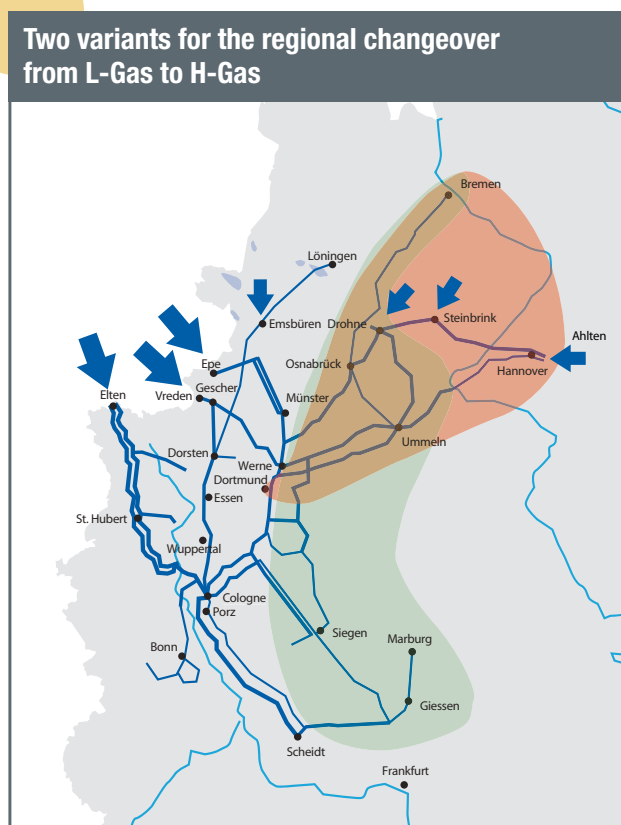 Two variants for the regional changeover
from L-Gas to H-Gas
Bremen
Löningen
Emsbüren
Drohne
Steinbrink
Ahlten
Hannover
Epe
Osnabrück
Gescher
Elten
Vreden
Münster
Ummeln
Dorsten
Werne
Dortmund
Essen
St. Hubert
Wuppertal
Cologne
Porz
Siegen
Marburg
Bonn
Giessen
Scheidt
Frankfurt